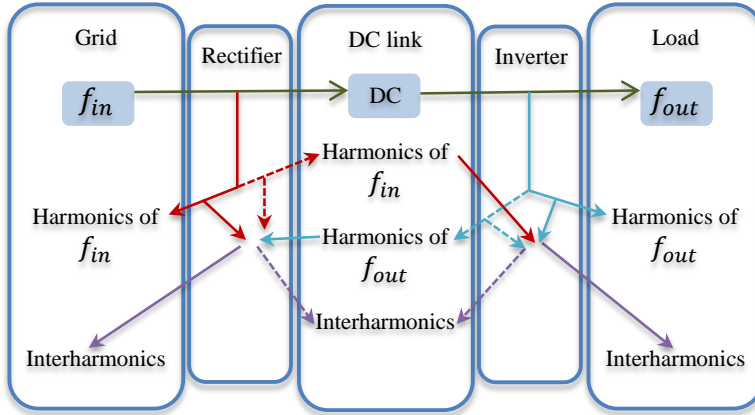 Grid
Rectifier
DC link
Inverter
Load
f_in
DC
f_out
Harmonics of
f_in
Harmonics of
f_in
Harmonics of
f_out
Harmonics of
f_out
Interharmonics
Interharmonics
Interharmonics